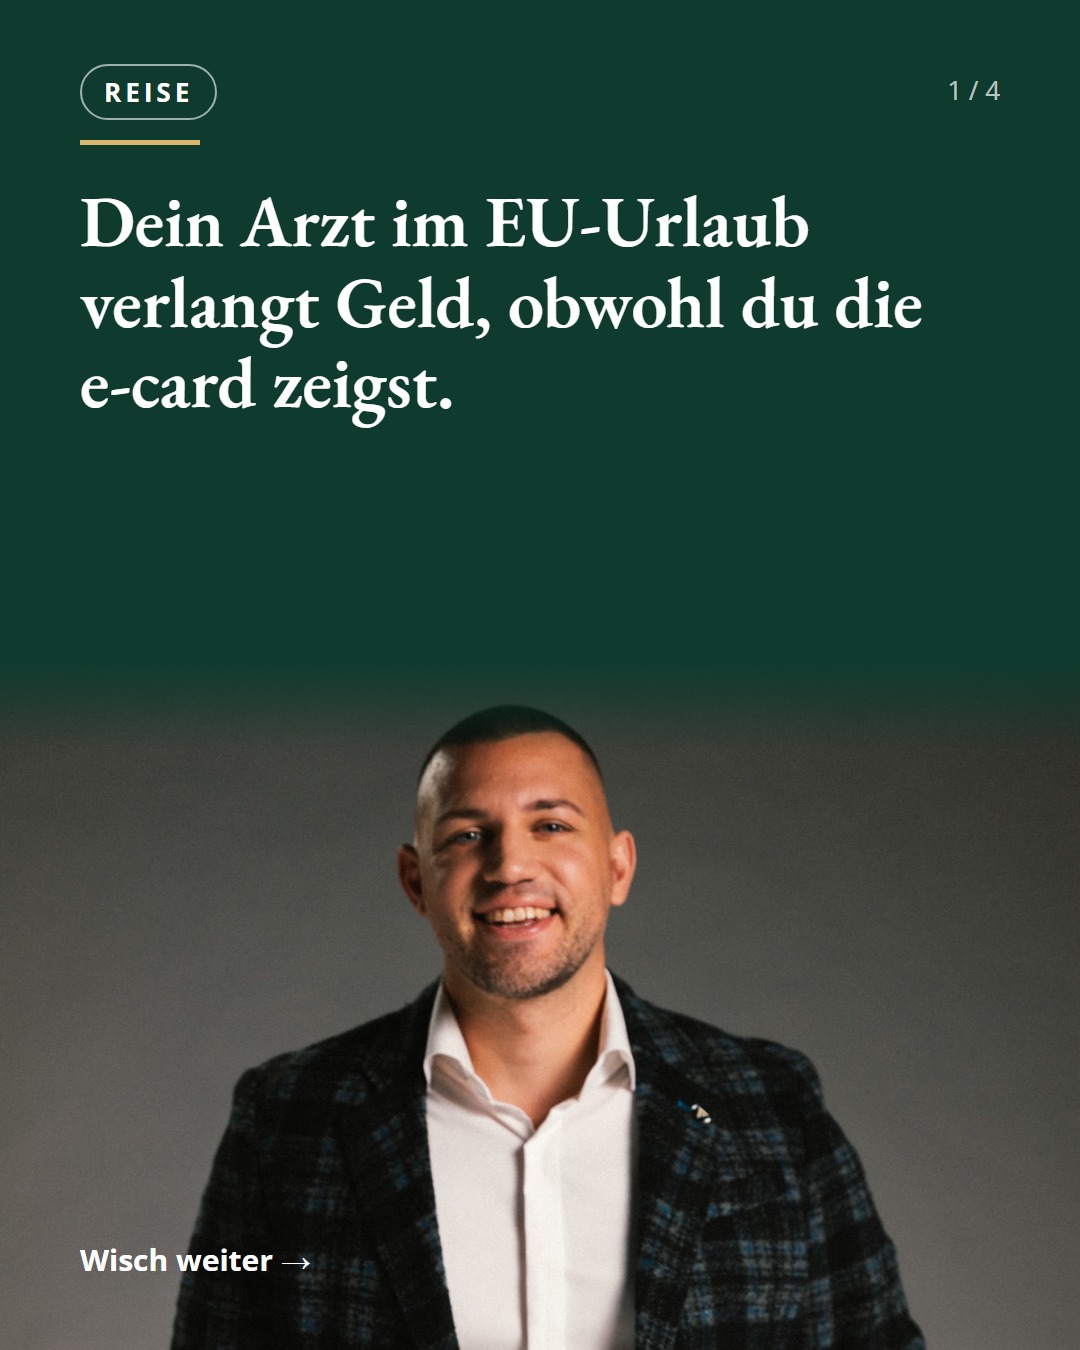 REISE
1 / 4
Dein Arzt im EU-Urlaub
verlangt Geld, obwohl du die
e-card zeigst.
Wisch weiter →